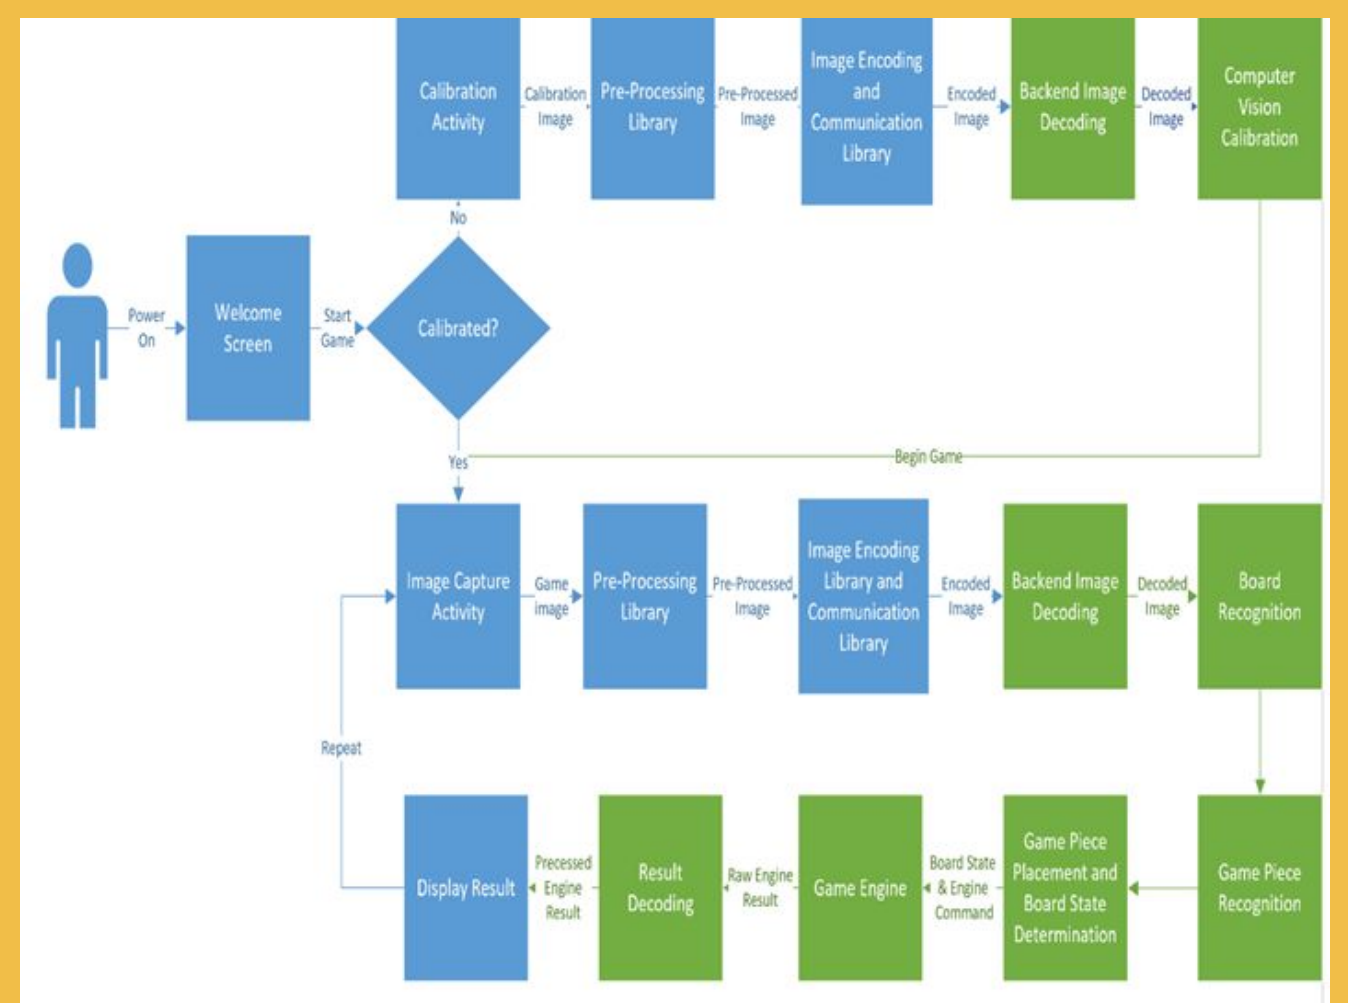 Calibration
Activity
Calibration
Image
Pre-Processing
Library
Pre-Processed
Image
Image Encoding
and
Communication
Library
Encoded
Image
Backend Image
Decoding
Decoded
Image
Computer
Vision
Calibration
No
Power
On
Welcome
Screen
Start
Game
Calibrated?
Begin Game
Yes
Image Capture
Activity
Game
image
Pre-Processing
Library
Pre-Processed
Image
Image Encoding
Library and
Communication
Library
Encoded
Image
Backend Image
Decoding
Decoded
Image
Board
Recognition
Repeat
Display Result
Precessed
Engine
Result
Result
Decoding
Raw Engine
Result
Game Engine
Board State
& Engine
Command
Game Piece
Placement and
Board State
Determination
Game Piece
Recognition